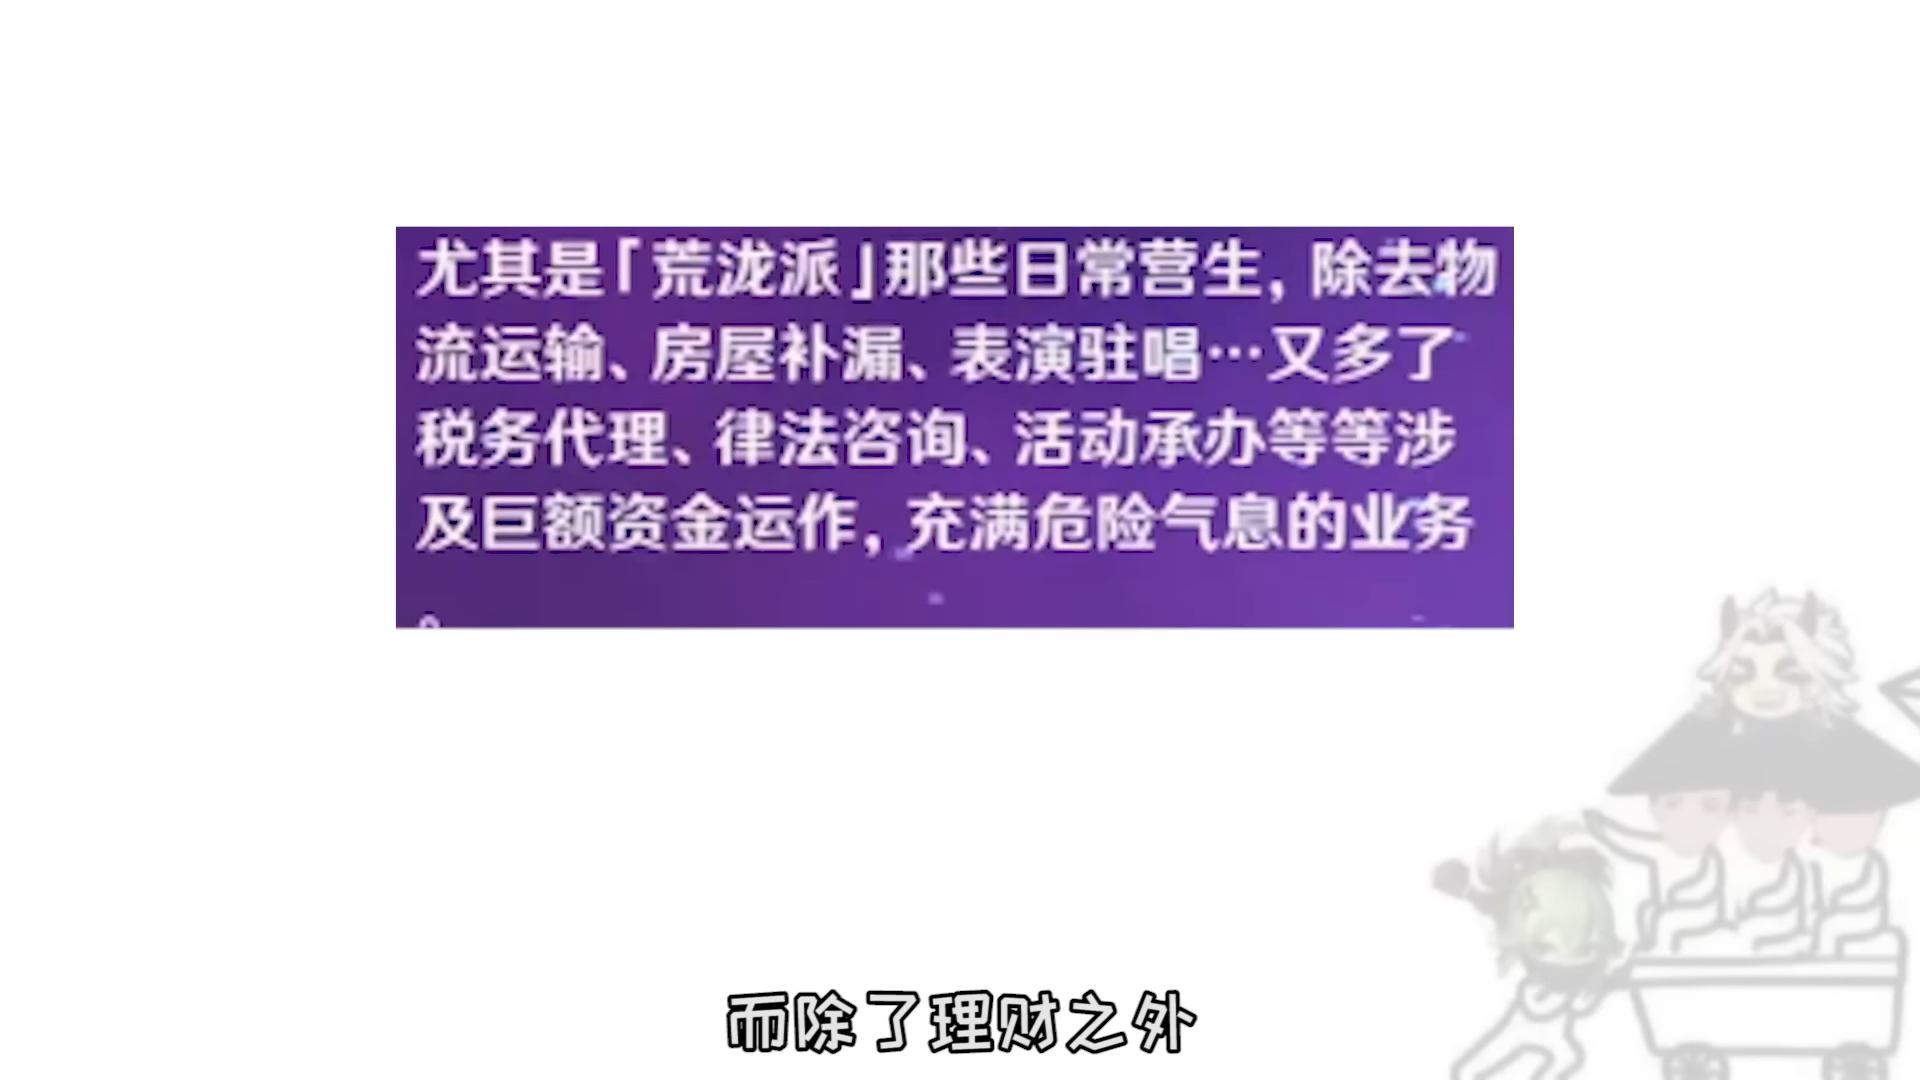 尤其是「荒泷派」那些日常营生，除去物
流运输、房屋补漏、表演驻唱…又多了
税务代理、律法咨询、活动承办等等涉
及巨额资金运作，充满危险气息的业务
。
而除了理财之外